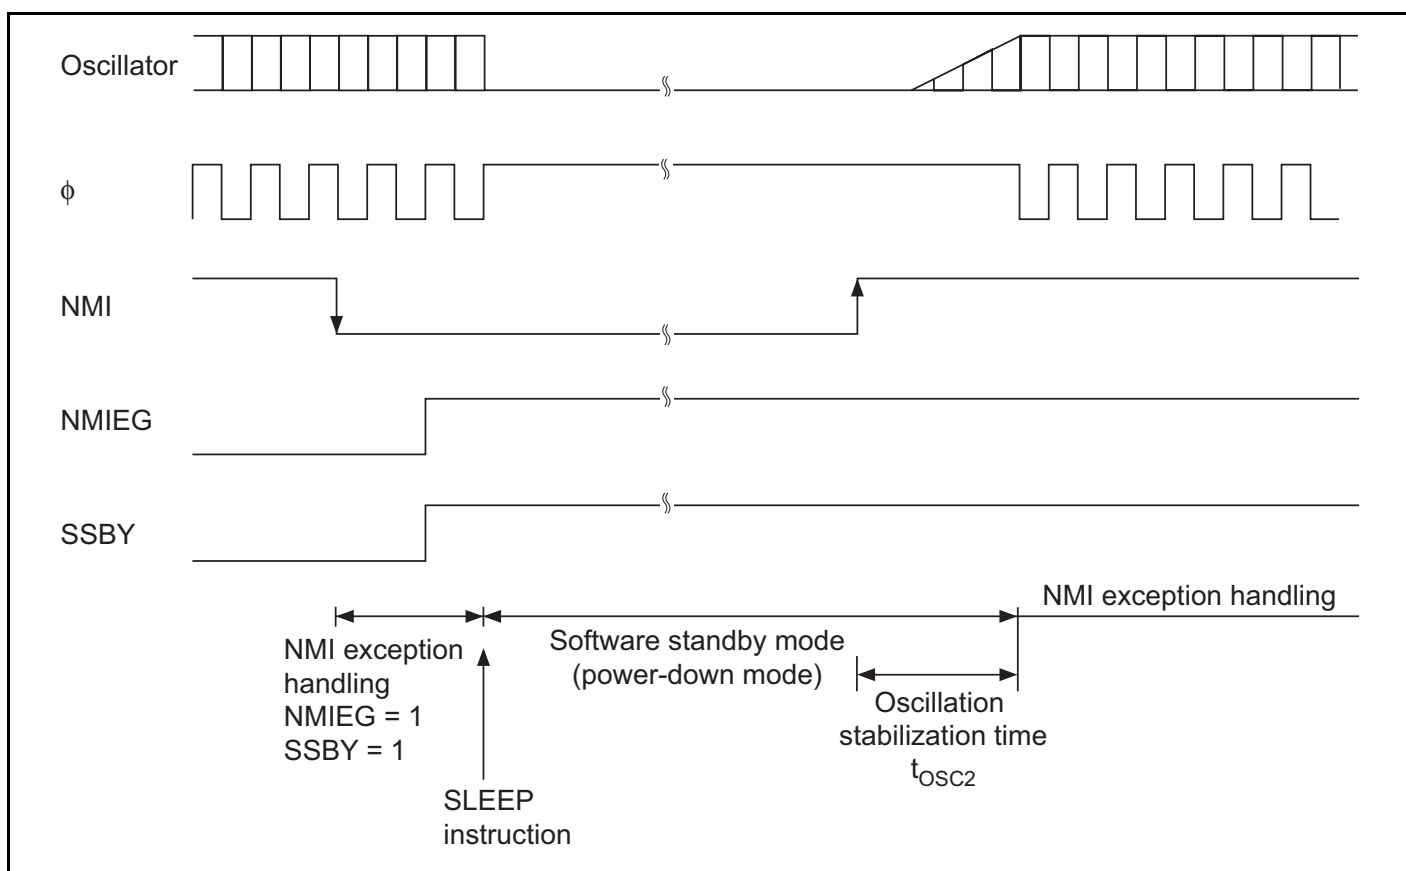 Oscillator
ϕ
NMI
NMIEG
SSBY
NMI exception handling
NMI exception
handling
NMIEG = 1
SSBY = 1
Software standby mode
(power-down mode)
Oscillation
stabilization time
tOSC2
SLEEP
instruction